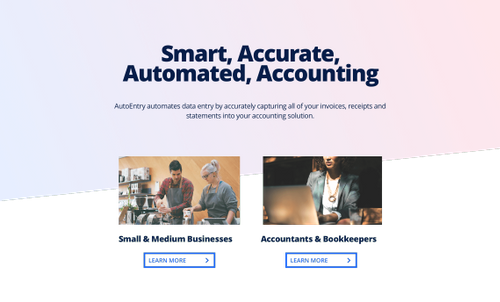 Smart, Accurate,
Automated, Accounting
AutoEntry automates data entry by accurately capturing all of your invoices, receipts and
statements into your accounting solution.
Small & Medium Businesses
Accountants & Bookkeepers
LEARN MORE
LEARN MORE